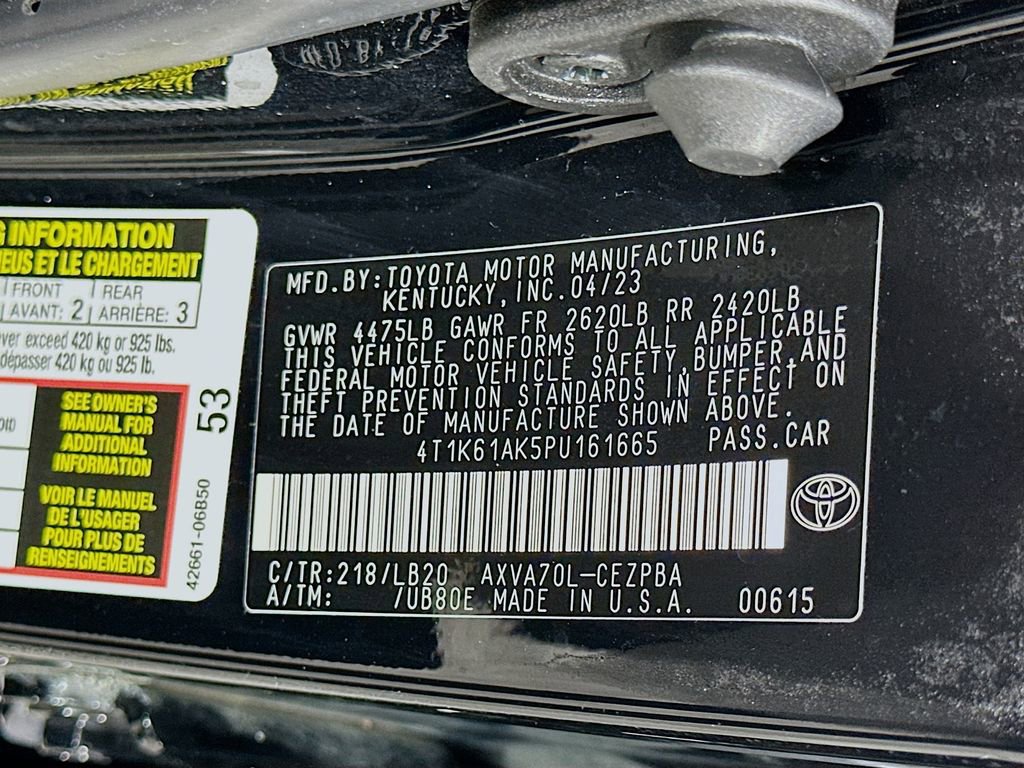 G INFORMATION
EUS ET LE CHARGEMENT
FRONT REAR
AVANT: 2 ARRIÈRE: 3
ver exceed 420 kg or 925 lbs.
dépasser 420 kg ou 925 lb.
SEE OWNER'S
MANUAL FOR
ADDITIONAL
INFORMATION
VOIR LE MANUEL
DE L'USAGER
POUR PLUS DE
RENSEIGNEMENTS
53
42661-06B50
MFD.BY:TOYOTA MOTOR MANUFACTURING,
KENTUCKY,INC.04/23
GVWR 4475LB GAWR FR 2620LB RR 2420LB
THIS VEHICLE CONFORMS TO ALL APPLICABLE
FEDERAL MOTOR VEHICLE SAFETY,BUMPER,AND
THEFT PREVENTION STANDARDS IN EFFECT ON
THE DATE OF MANUFACTURE SHOWN ABOVE.
4T1K61AK5PU161665 PASS.CAR
C/TR:218/LB20 AXVA70L-CEZPBA
A/TM: /UB80E MADE IN U.S.A. 00615